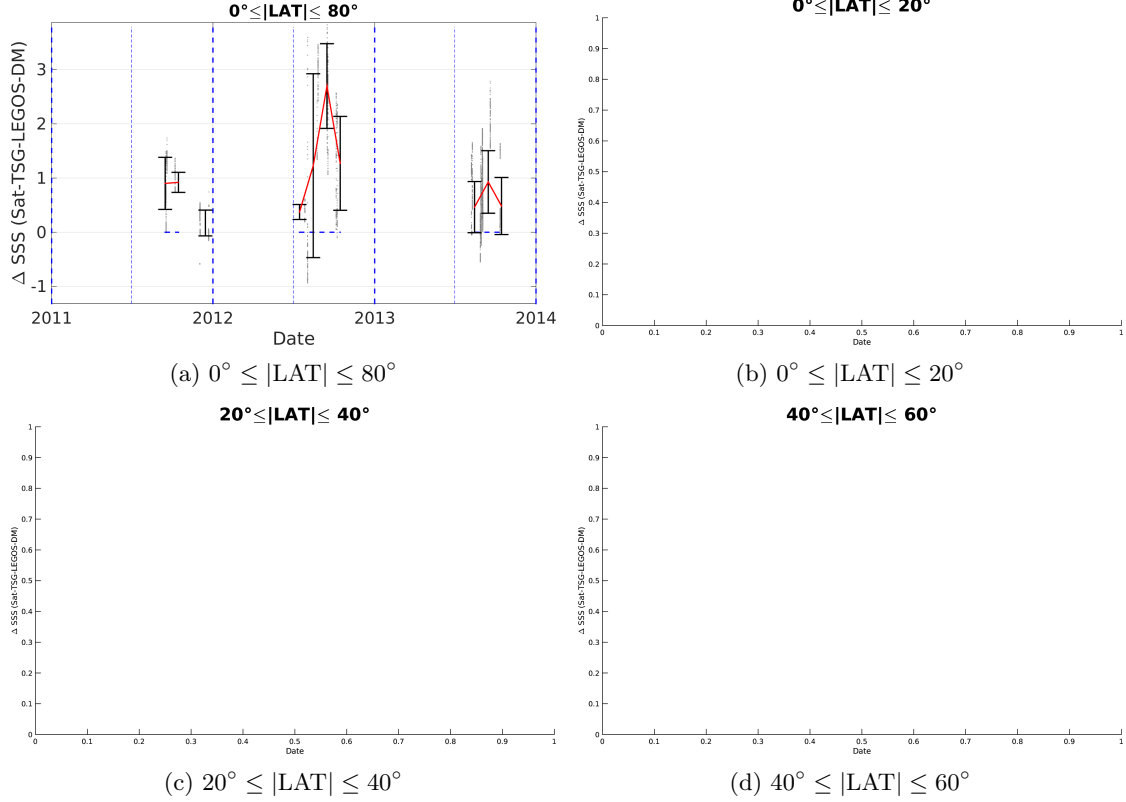 0°≤|LAT|≤ 80°
Δ SSS (Sat-TSG-LEGOS-DM)
3
2
1
0
-1
2011 2012 2013 2014
Date
(a) 0° ≤ |LAT| ≤ 80°
0°≤|LAT|≤ 20°
Δ SSS (Sat-TSG-LEGOS-DM)
1
0.9
0.8
0.7
0.6
0.5
0.4
0.3
0.2
0.1
0
0 0.1 0.2 0.3 0.4 0.5 0.6 0.7 0.8 0.9 1
Date
(b) 0° ≤ |LAT| ≤ 20°
20°≤|LAT|≤ 40°
Δ SSS (Sat-TSG-LEGOS-DM)
1
0.9
0.8
0.7
0.6
0.5
0.4
0.3
0.2
0.1
0
0 0.1 0.2 0.3 0.4 0.5 0.6 0.7 0.8 0.9 1
Date
(c) 20° ≤ |LAT| ≤ 40°
40°≤|LAT|≤ 60°
Δ SSS (Sat-TSG-LEGOS-DM)
1
0.9
0.8
0.7
0.6
0.5
0.4
0.3
0.2
0.1
0
0 0.1 0.2 0.3 0.4 0.5 0.6 0.7 0.8 0.9 1
Date
(d) 40° ≤ |LAT| ≤ 60°